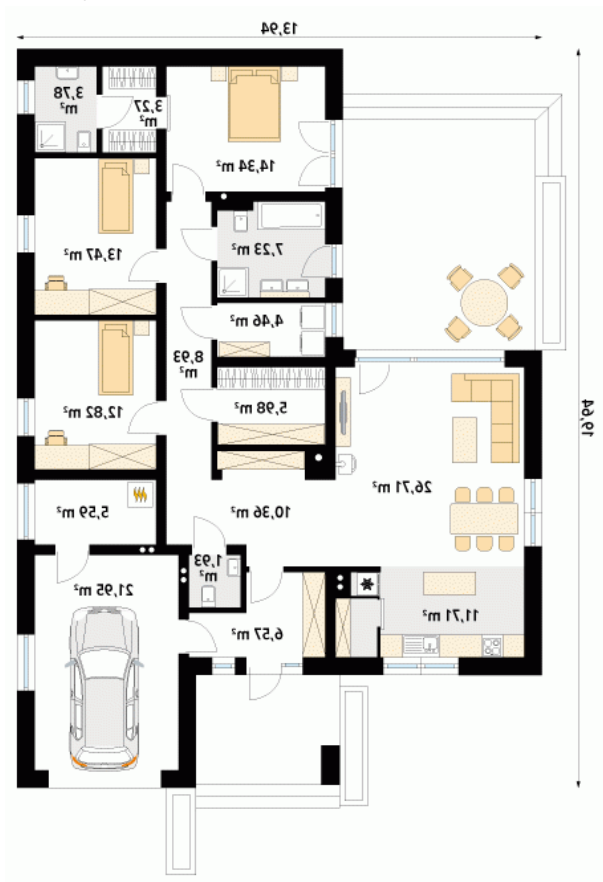 13,94
3,78
m²
3,27
m²
14,34 m²
7,23 m²
13,47 m²
4,46 m²
8,93
m²
12,82 m²
5,98 m²
19,64
26,71 m²
5,59 m²
10,36 m²
1,93
m²
21,95 m²
11,71 m²
6,57 m²